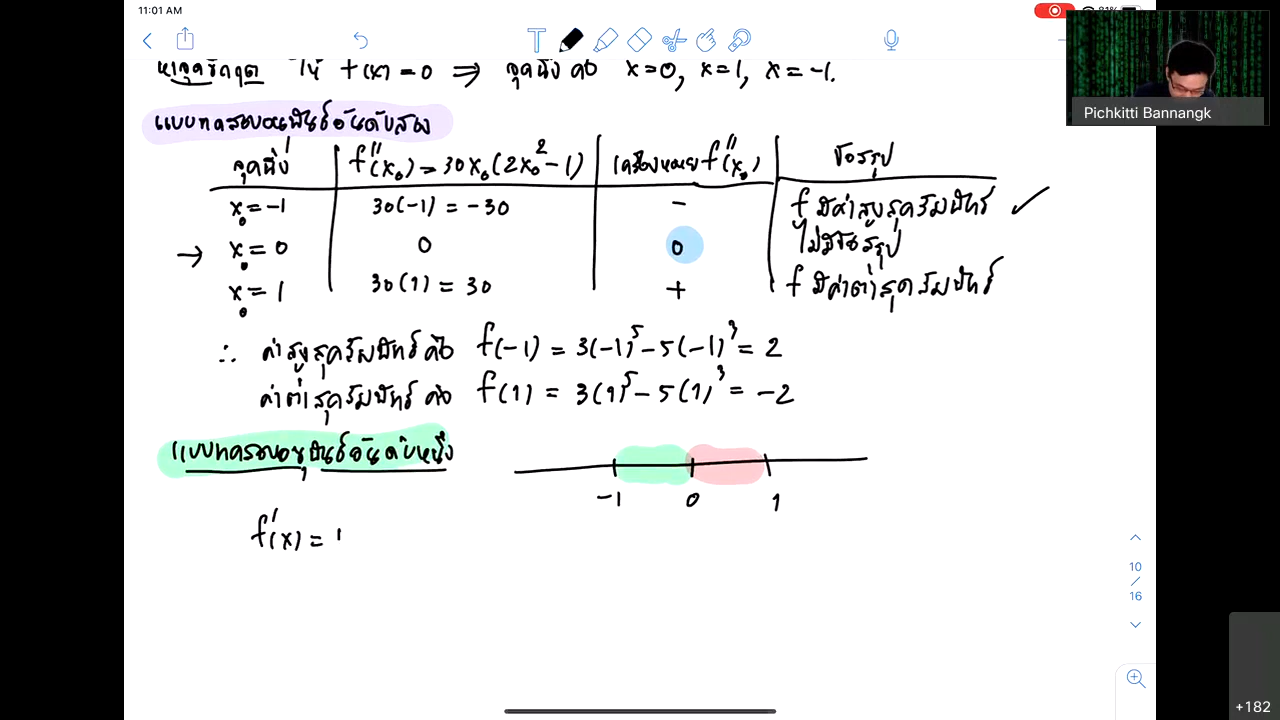 11:01 AM
81%
หาจุดวิกฤต ให้ f'(x) = 0 ⟹ จุดนิ่ง คือ x=0, x=1, x=-1.
Pichkitti Bannangk
แบบทดสอบอนุพันธ์อันดับสอง
จุดนิ่ง f''(x₀) = 30x₀(2x₀² - 1) เครื่องหมาย f''(x₀) ข้อสรุป
x₀ = -1 30(-1) = -30 - f มีค่าสูงสุดสัมพัทธ์ ✓
→ x₀ = 0 0 0 ไม่มีข้อสรุป
x₀ = 1 30(1) = 30 + f มีค่าต่ำสุดสัมพัทธ์
∴ ค่าสูงสุดสัมพัทธ์ คือ f(-1) = 3(-1)⁵ - 5(-1)³ = 2
ค่าต่ำสุดสัมพัทธ์ คือ f(1) = 3(1)⁵ - 5(1)³ = -2
แบบทดสอบอนุพันธ์อันดับหนึ่ง
-1 0 1
f'(x) = 1
10
/
16
+182